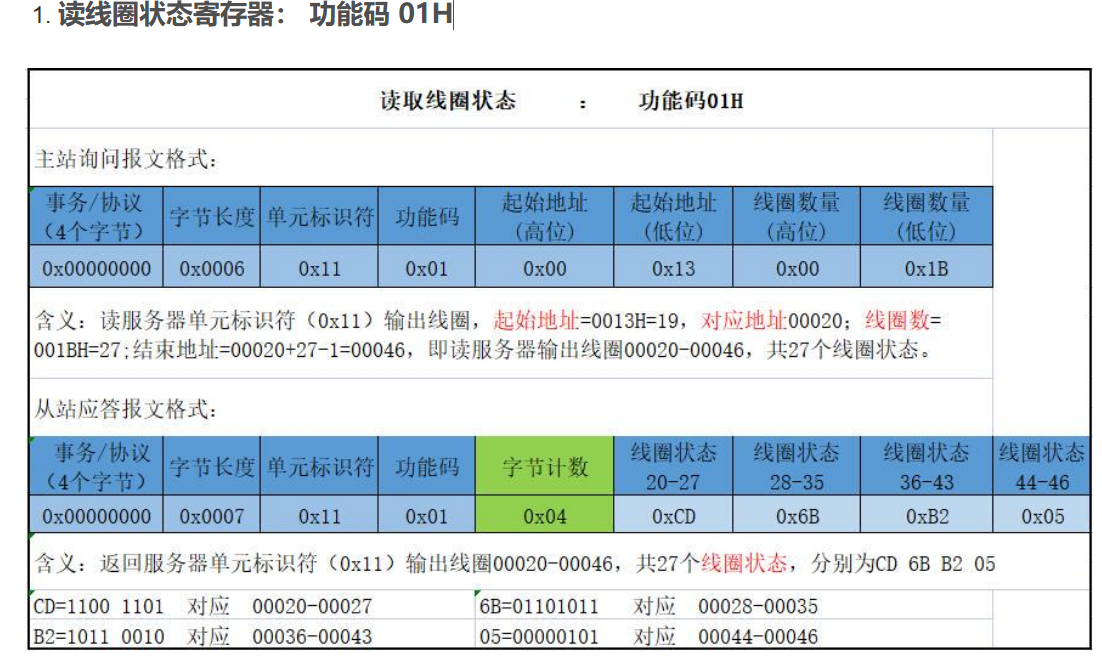 1. 读线圈状态寄存器： 功能码 01H
读取线圈状态 ： 功能码01H
主站询问报文格式：
事务/协议（4个字节） 字节长度 单元标识符 功能码 起始地址(高位) 起始地址(低位) 线圈数量(高位) 线圈数量(低位)
0x00000000 0x0006 0x11 0x01 0x00 0x13 0x00 0x1B
含义：读服务器单元标识符（0x11）输出线圈，起始地址=0013H=19，对应地址00020；线圈数=
001BH=27;结束地址=00020+27-1=00046，即读服务器输出线圈00020-00046，共27个线圈状态。
从站应答报文格式：
事务/协议（4个字节） 字节长度 单元标识符 功能码 字节计数 线圈状态20-27 线圈状态28-35 线圈状态36-43 线圈状态44-46
0x00000000 0x0007 0x11 0x01 0x04 0xCD 0x6B 0xB2 0x05
含义：返回服务器单元标识符（0x11）输出线圈00020-00046，共27个线圈状态，分别为CD 6B B2 05
CD=1100 1101 对应 00020-00027 6B=01101011 对应 00028-00035
B2=1011 0010 对应 00036-00043 05=00000101 对应 00044-00046